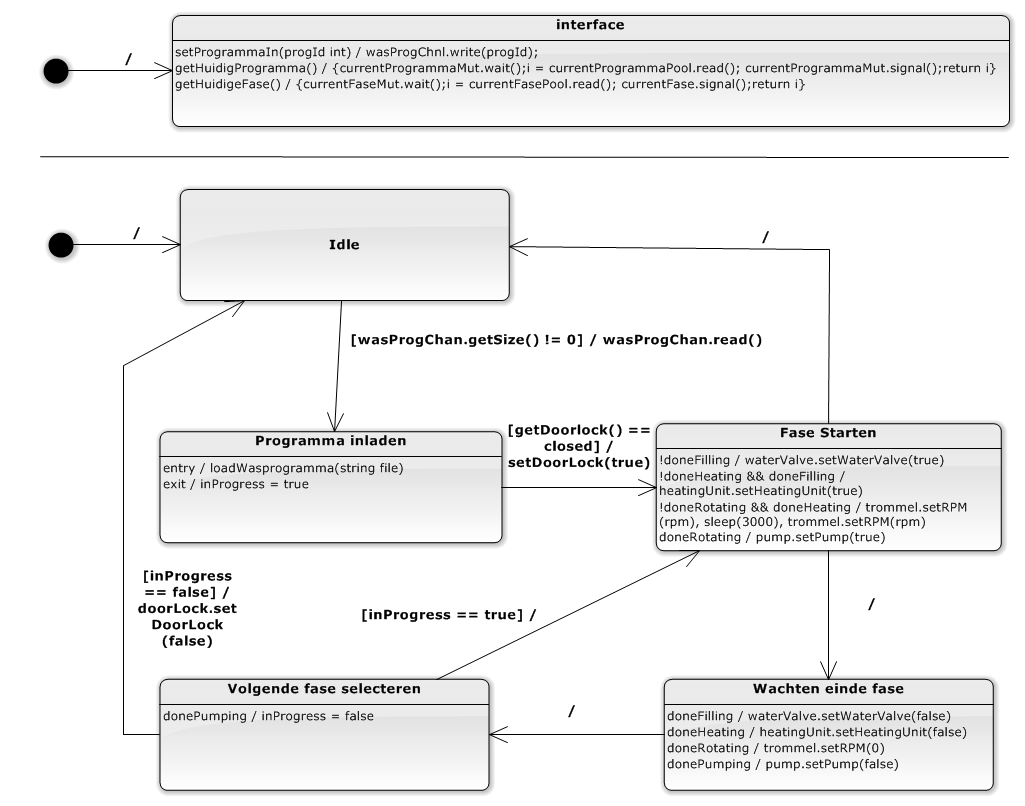 interface
/
setProgrammaIn(progId int) / wasProgChnl.write(progId);
getHuidigProgramma() / {currentProgrammaMut.wait();i = currentProgrammaPool.read(); currentProgrammaMut.signal();return i}
getHuidigeFase() / {currentFaseMut.wait();i = currentFasePool.read(); currentFase.signal();return i}
/
Idle
/
[wasProgChan.getSize() != 0] / wasProgChan.read()
Programma inladen
entry / loadWasprogramma(string file)
exit / inProgress = true
[getDoorlock() ==
closed] /
setDoorLock(true)
Fase Starten
!doneFilling / waterValve.setWaterValve(true)
!doneHeating && doneFilling /
heatingUnit.setHeatingUnit(true)
!doneRotating && doneHeating / trommel.setRPM
(rpm), sleep(3000), trommel.setRPM(rpm)
doneRotating / pump.setPump(true)
[inProgress
== false] /
doorLock.set
DoorLock
(false)
[inProgress == true] /
/
Volgende fase selecteren
donePumping / inProgress = false
/
Wachten einde fase
doneFilling / waterValve.setWaterValve(false)
doneHeating / heatingUnit.setHeatingUnit(false)
doneRotating / trommel.setRPM(0)
donePumping / pump.setPump(false)